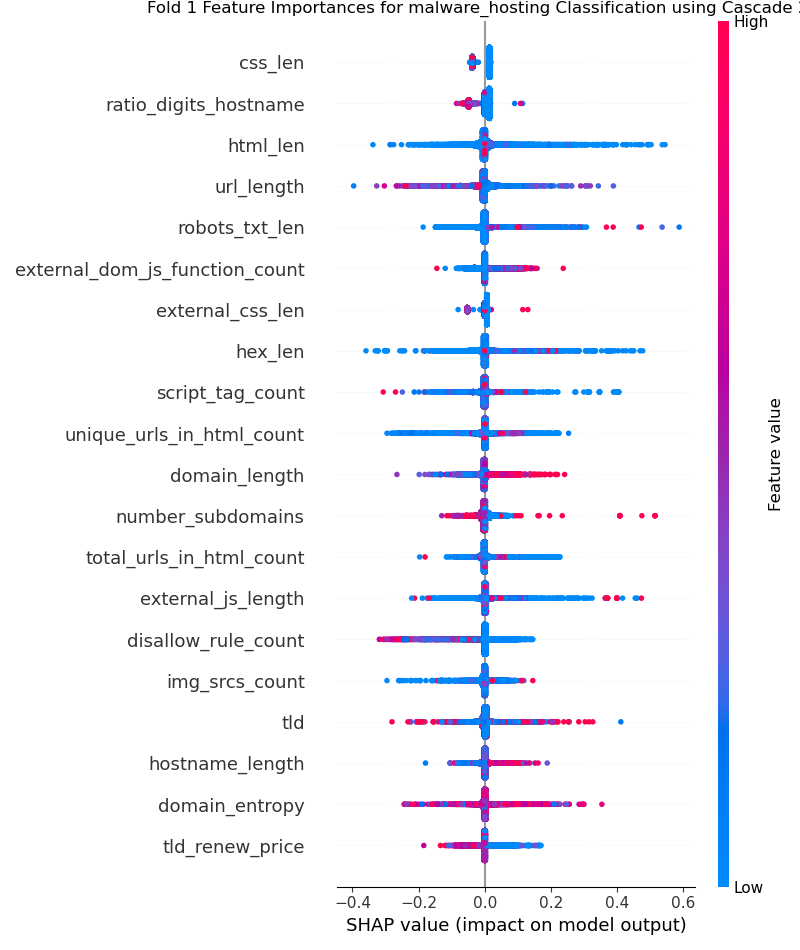 Fold 1 Feature Importances for malware_hosting Classification using Cascade
High
css_len
ratio_digits_hostname
html_len
url_length
robots_txt_len
external_dom_js_function_count
external_css_len
hex_len
script_tag_count
unique_urls_in_html_count
domain_length
number_subdomains
total_urls_in_html_count
external_js_length
disallow_rule_count
img_srcs_count
tld
hostname_length
domain_entropy
tld_renew_price
Feature value
Low
−0.4 −0.2 0.0 0.2 0.4 0.6
SHAP value (impact on model output)